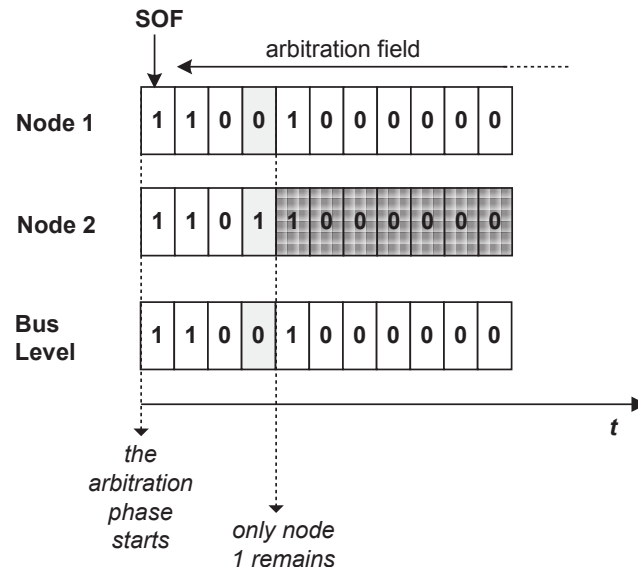 SOF
arbitration field
Node 1
1 1 0 0 1 0 0 0 0 0 0
Node 2
1 1 0 1 1 0 0 0 0 0 0
Bus
Level
1 1 0 0 1 0 0 0 0 0 0
t
the
arbitration
phase
starts
only node
1 remains